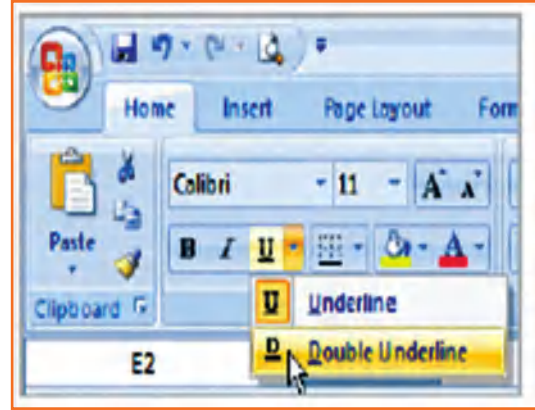 Home Insert Page Layout Form
Calibri 11 A A
Paste B I U A
Clipboard
U Underline
D Double Underline
E2